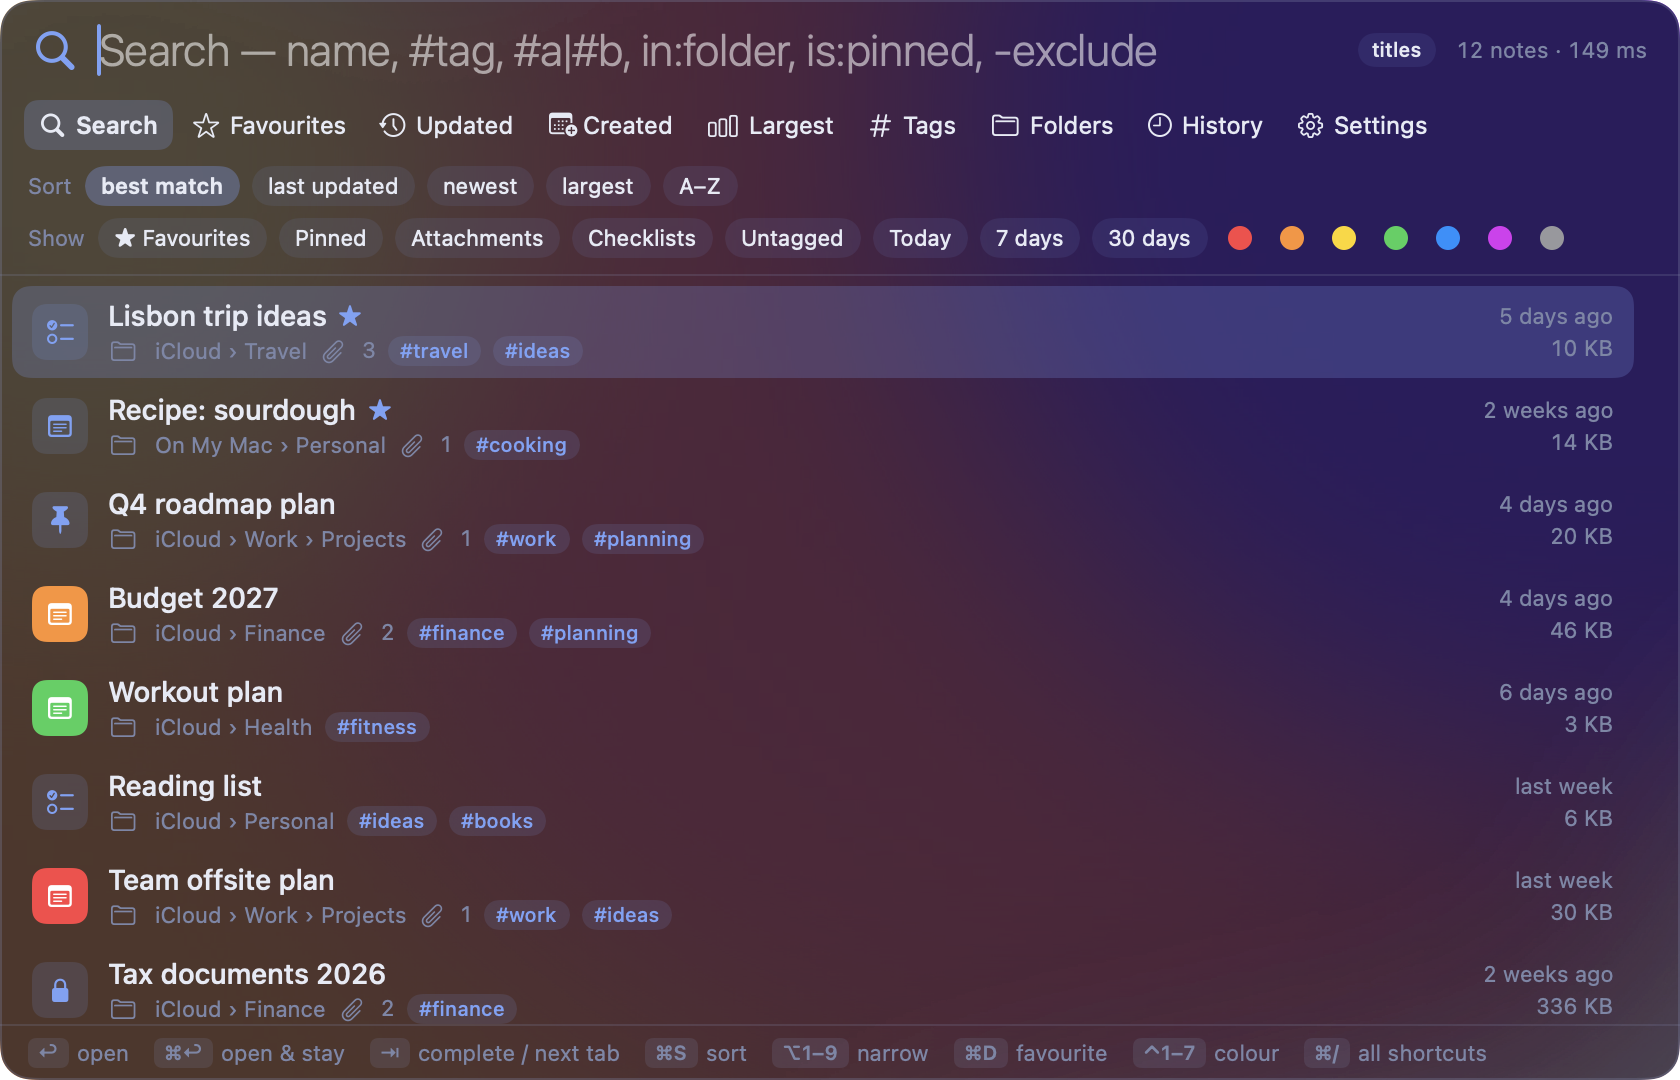 Search — name, #tag, #a|#b, in:folder, is:pinned, -exclude titles 12 notes · 149 ms
Search Favourites Updated Created Largest # Tags Folders History Settings
Sort best match last updated newest largest A–Z
Show ★ Favourites Pinned Attachments Checklists Untagged Today 7 days 30 days
Lisbon trip ideas ★ 5 days ago
iCloud › Travel 3 #travel #ideas 10 KB
Recipe: sourdough ★ 2 weeks ago
On My Mac › Personal 1 #cooking 14 KB
Q4 roadmap plan 4 days ago
iCloud › Work › Projects 1 #work #planning 20 KB
Budget 2027 4 days ago
iCloud › Finance 2 #finance #planning 46 KB
Workout plan 6 days ago
iCloud › Health #fitness 3 KB
Reading list last week
iCloud › Personal #ideas #books 6 KB
Team offsite plan last week
iCloud › Work › Projects 1 #work #ideas 30 KB
Tax documents 2026 2 weeks ago
iCloud › Finance 2 #finance 336 KB
↩ open ⌘↩ open & stay ⇥ complete / next tab ⌘S sort ⌥1–9 narrow ⌘D favourite ^1–7 colour ⌘/ all shortcuts